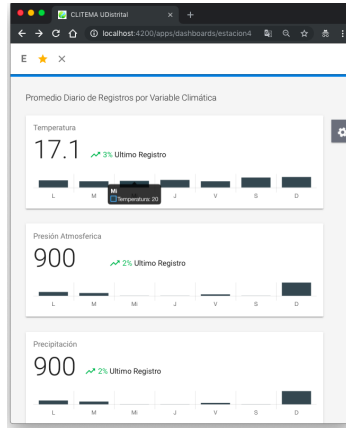 CLITEMA UDistrital
localhost:4200/apps/dashboards/estacion4
E
Promedio Diario de Registros por Variable Climática
Temperatura
17.1 3% Ultimo Registro
Mi
Temperatura: 20
L M J V S D
Presión Atmosferica
900 2% Ultimo Registro
L M Mi J V S D
Precipitación
900 2% Ultimo Registro
L M Mi J V S D